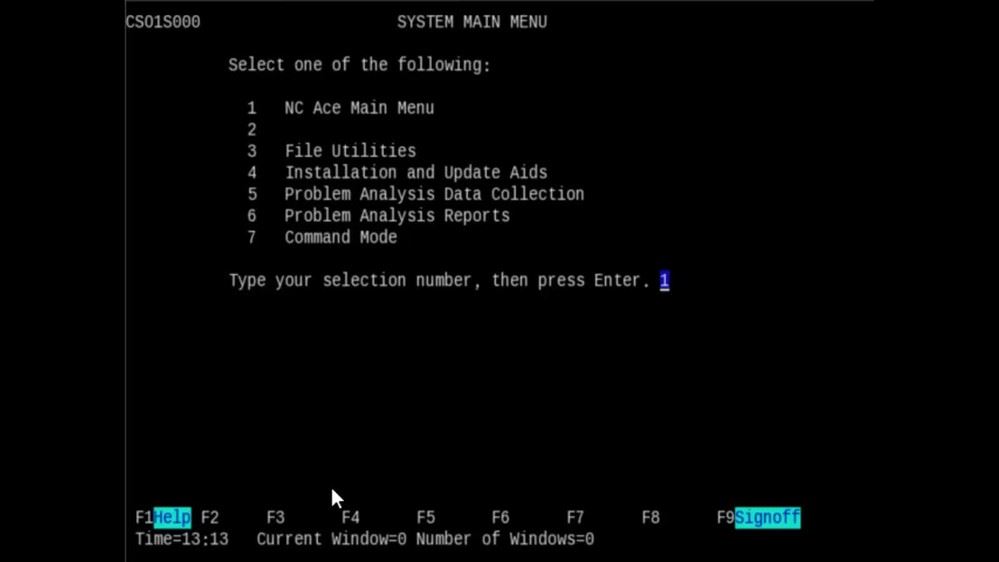 CSO1S000 SYSTEM MAIN MENU
Select one of the following:
1 NC Ace Main Menu
2
3 File Utilities
4 Installation and Update Aids
5 Problem Analysis Data Collection
6 Problem Analysis Reports
7 Command Mode
Type your selection number, then press Enter. 1
F1Help F2 F3 F4 F5 F6 F7 F8 F9Signoff
Time=13:13 Current Window=0 Number of Windows=0